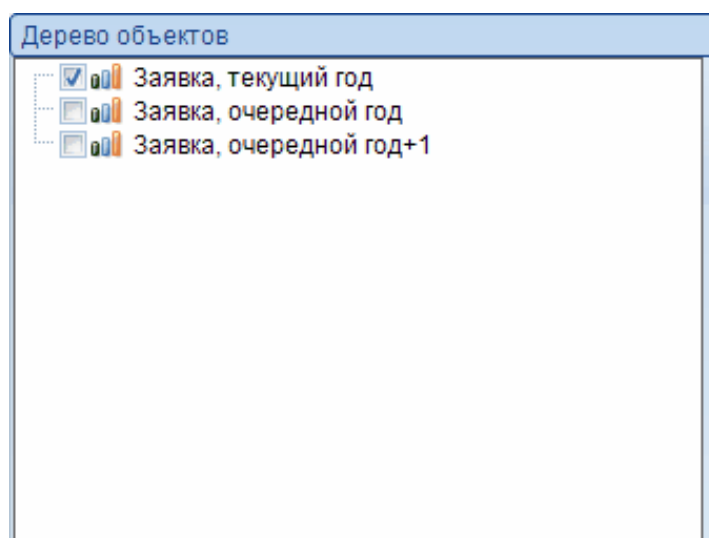 Дерево объектов
Заявка, текущий год
Заявка, очередной год
Заявка, очередной год+1